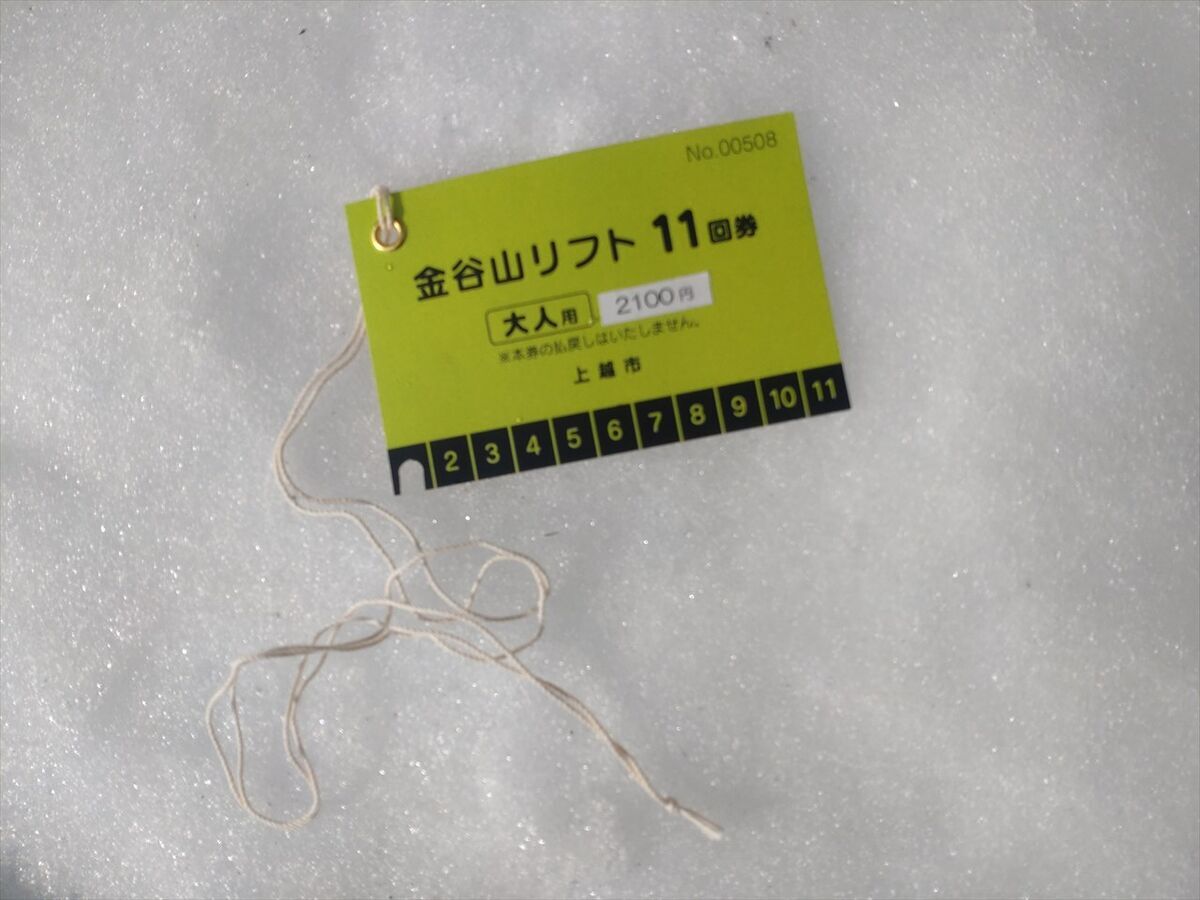 No.00508
金谷山リフト 11回券
大人用 2100円
※本券の払戻しはいたしません。
上越市
2 3 4 5 6 7 8 9 10 11